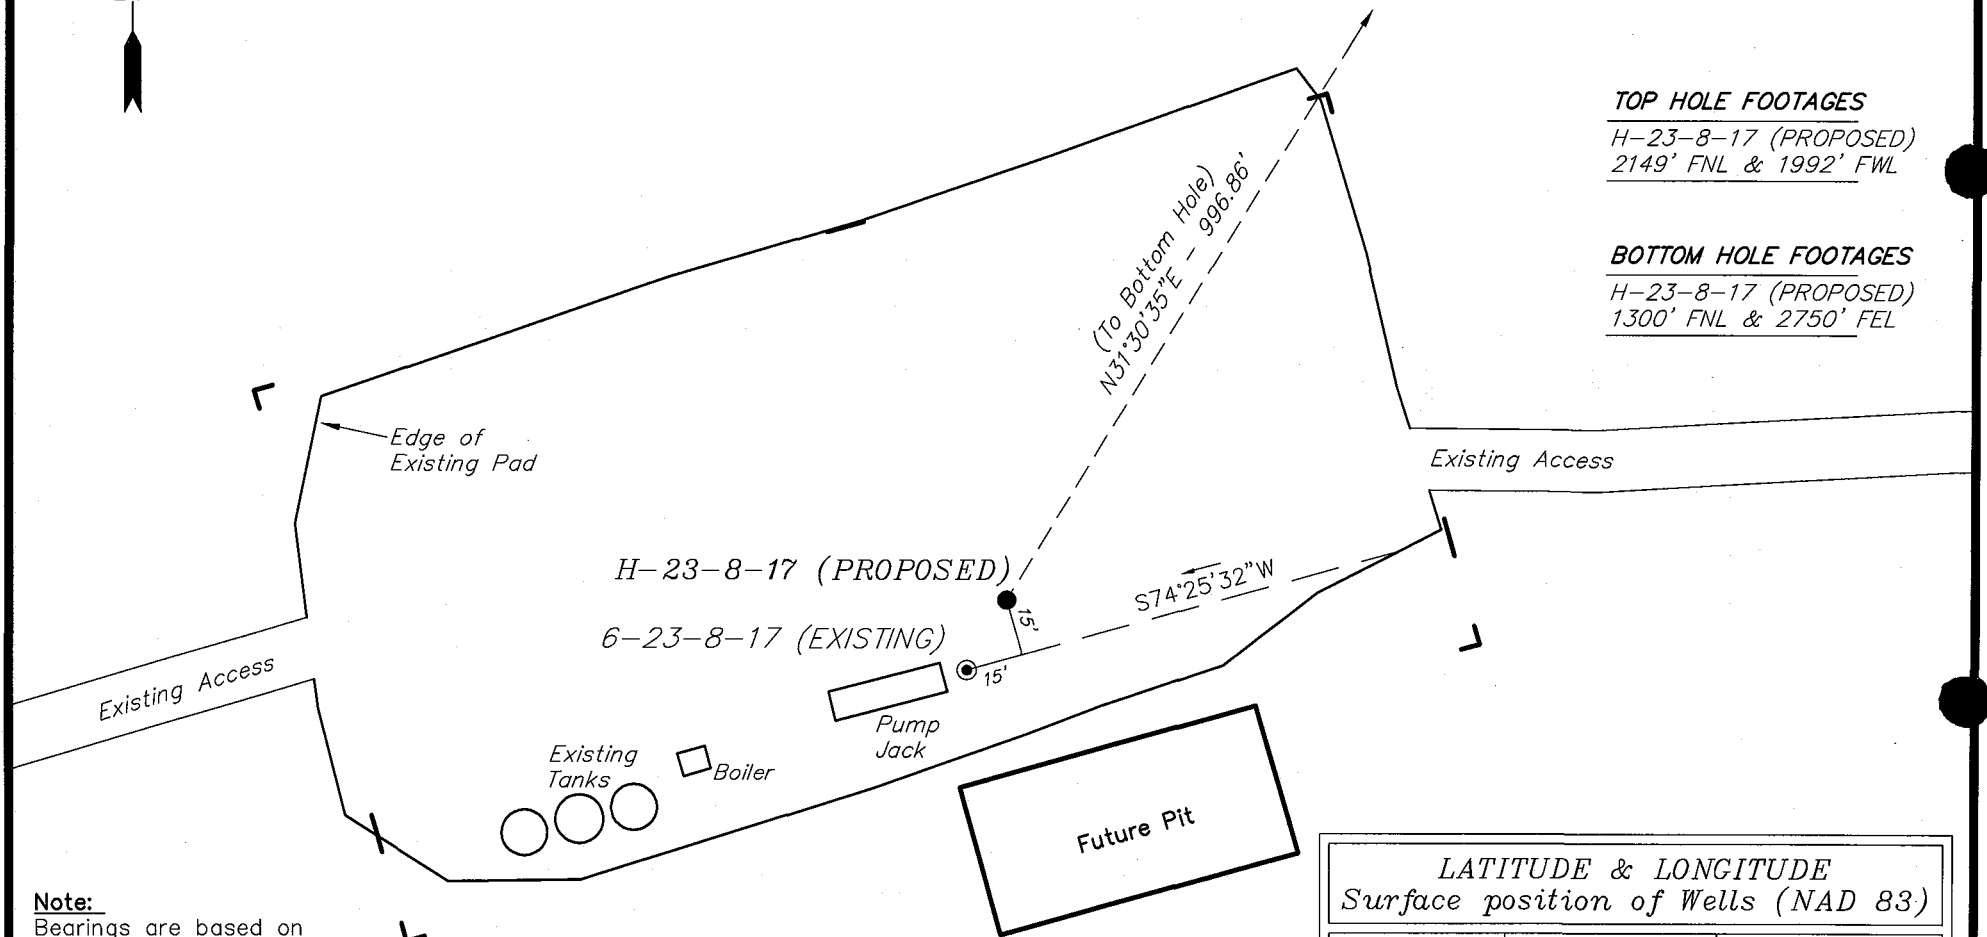 TOP HOLE FOOTAGES
H-23-8-17 (PROPOSED)
2149' FNL & 1992' FWL
BOTTOM HOLE FOOTAGES
H-23-8-17 (PROPOSED)
1300' FNL & 2750' FEL
(To Bottom Hole)
N31°30'35"E - 996.86'
Edge of
Existing Pad
Existing Access
H-23-8-17 (PROPOSED)
15'
S74°25'32"W
6-23-8-17 (EXISTING)
15'
Existing Access
Pump
Jack
Existing
Tanks
Boiler
Future Pit
LATITUDE & LONGITUDE
Surface position of Wells (NAD 83)
Note:
Bearings are based on